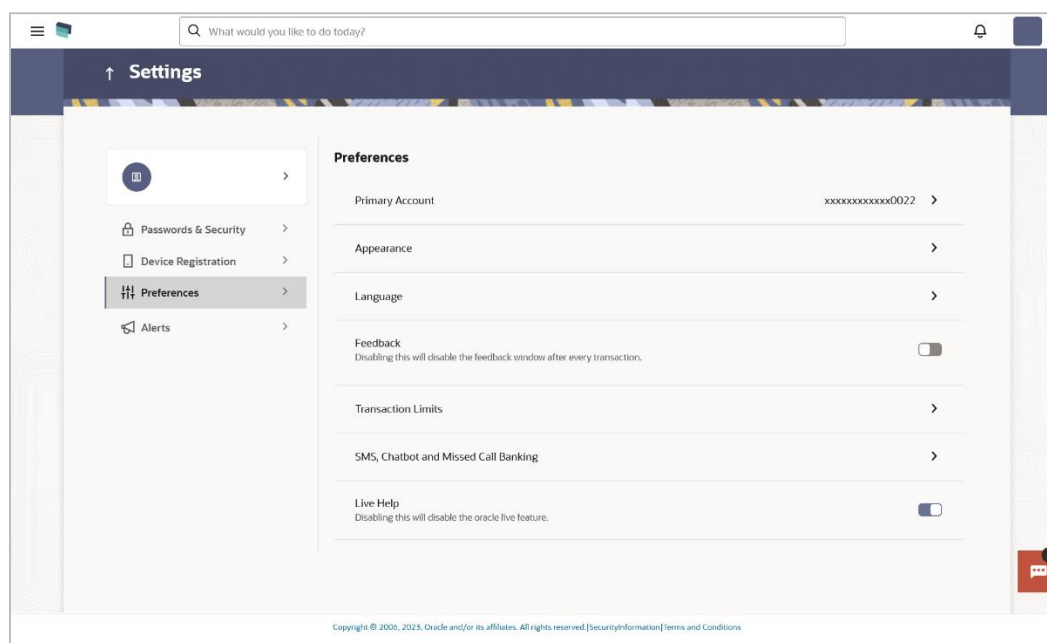 What would you like to do today?
↑ Settings
Preferences
Primary Account xxxxxxxxxxxx0022
Passwords & Security
Appearance
Device Registration
Preferences
Language
Alerts
Feedback
Disabling this will disable the feedback window after every transaction.
Transaction Limits
SMS, Chatbot and Missed Call Banking
Live Help
Disabling this will disable the oracle live feature.
Copyright © 2006, 2023, Oracle and/or its affiliates. All rights reserved.|SecurityInformation|Terms and Conditions